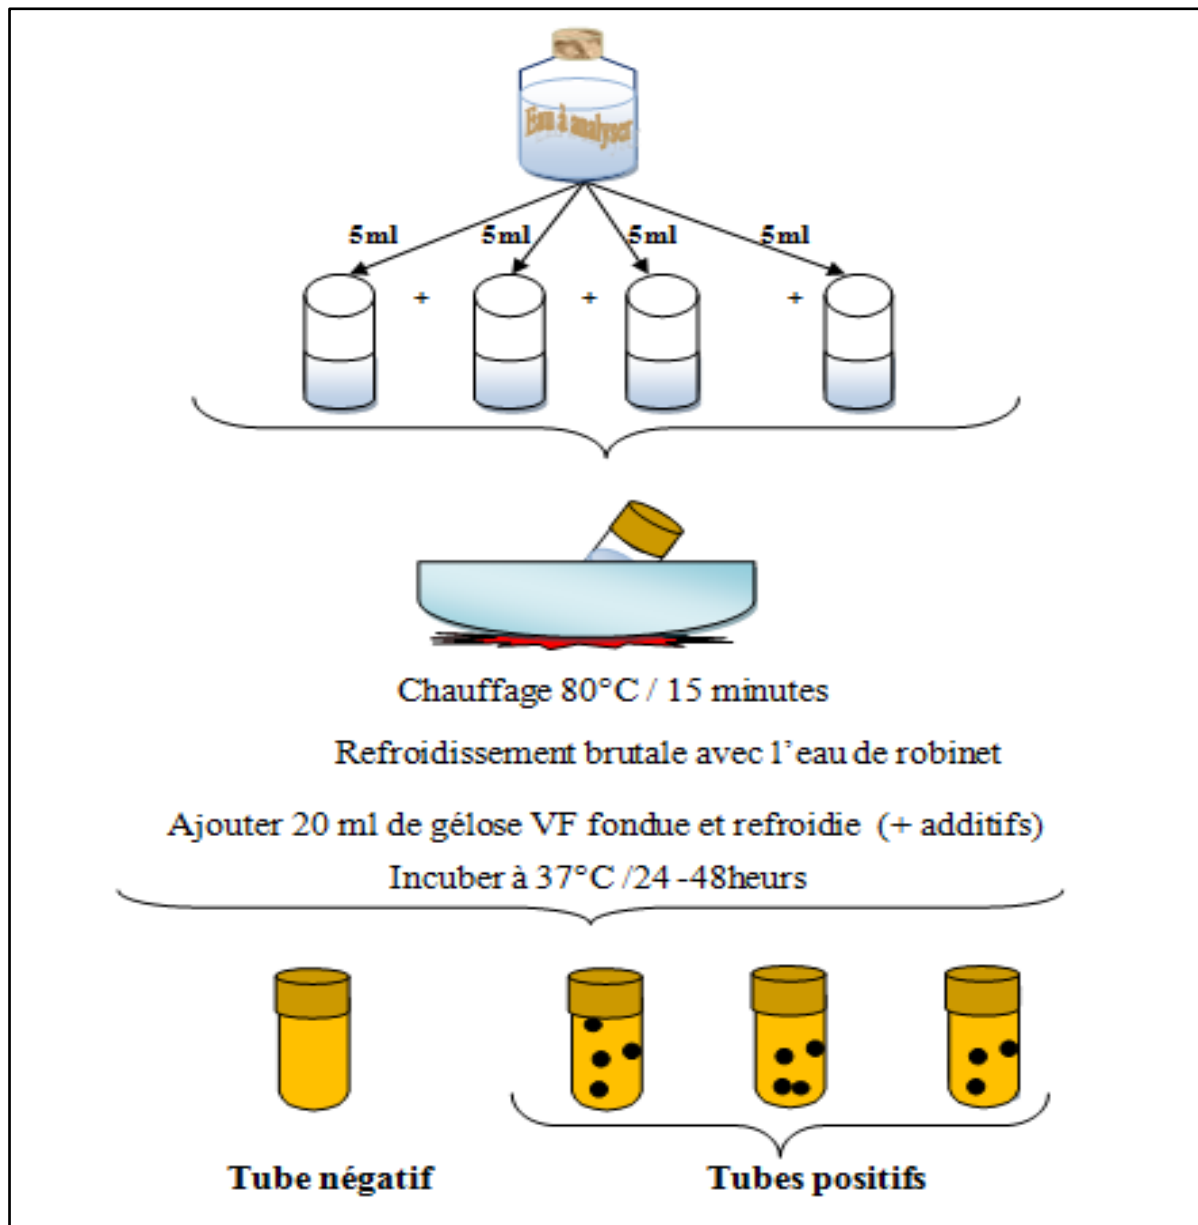 Eau à analyser
5ml 5ml 5ml 5ml
+ + +
Chauffage 80°C / 15 minutes
Refroidissement brutale avec l'eau de robinet
Ajouter 20 ml de gélose VF fondue et refroidie (+ additifs)
Incuber à 37°C /24 -48heurs
Tube négatif Tubes positifs